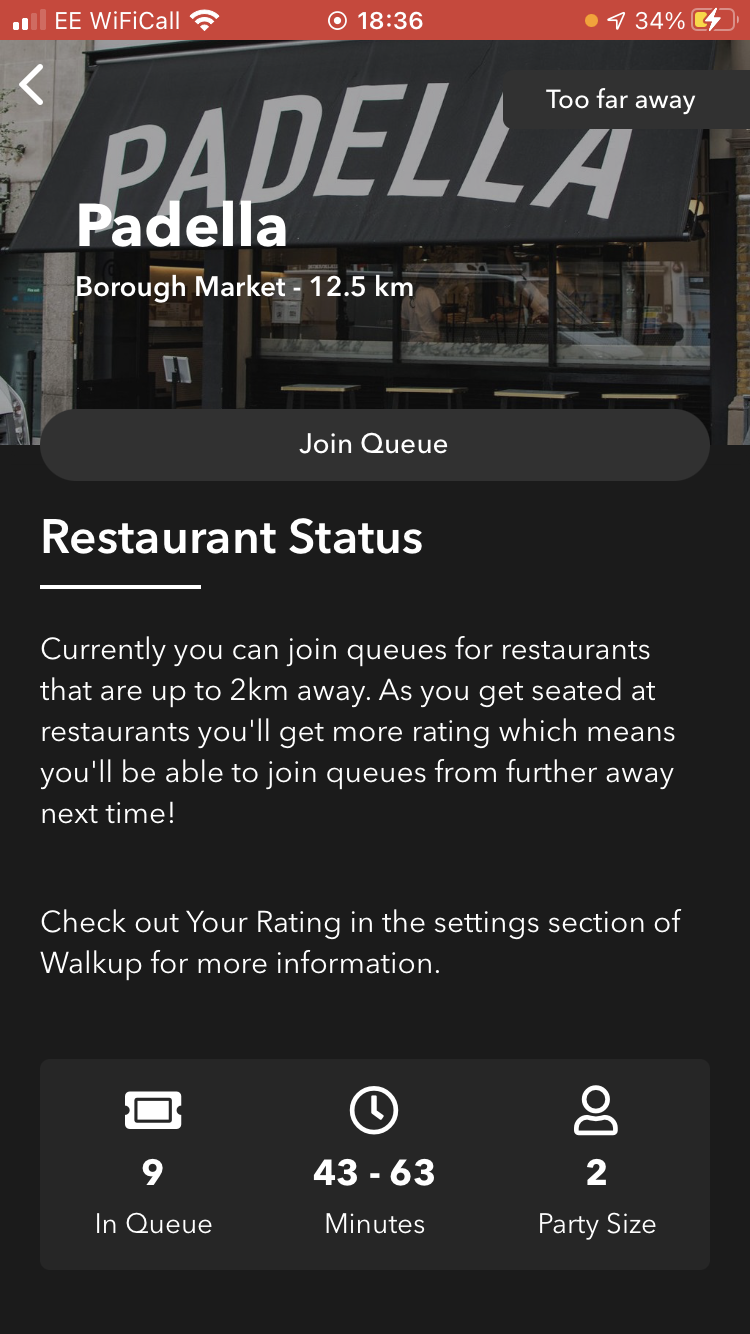 EE WiFiCall 18:36 34%
Too far away
PADELLA
Padella
Borough Market - 12.5 km
Join Queue
Restaurant Status
Currently you can join queues for restaurants
that are up to 2km away. As you get seated at
restaurants you'll get more rating which means
you'll be able to join queues from further away
next time!
Check out Your Rating in the settings section of
Walkup for more information.
9 43 - 63 2
In Queue Minutes Party Size